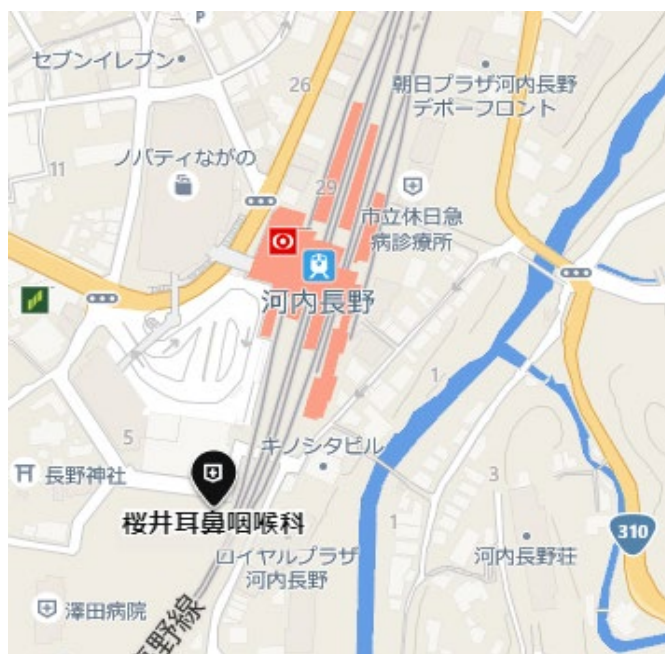 P
セブンイレブン
26
朝日プラザ河内長野
デポーフロント
11
ノバティながの
29
市立休日急
病診療所
河内長野
1
5
キノシタビル
長野神社
3
桜井耳鼻咽喉科
1
310
ロイヤルプラザ
河内長野
河内長野荘
澤田病院
野線